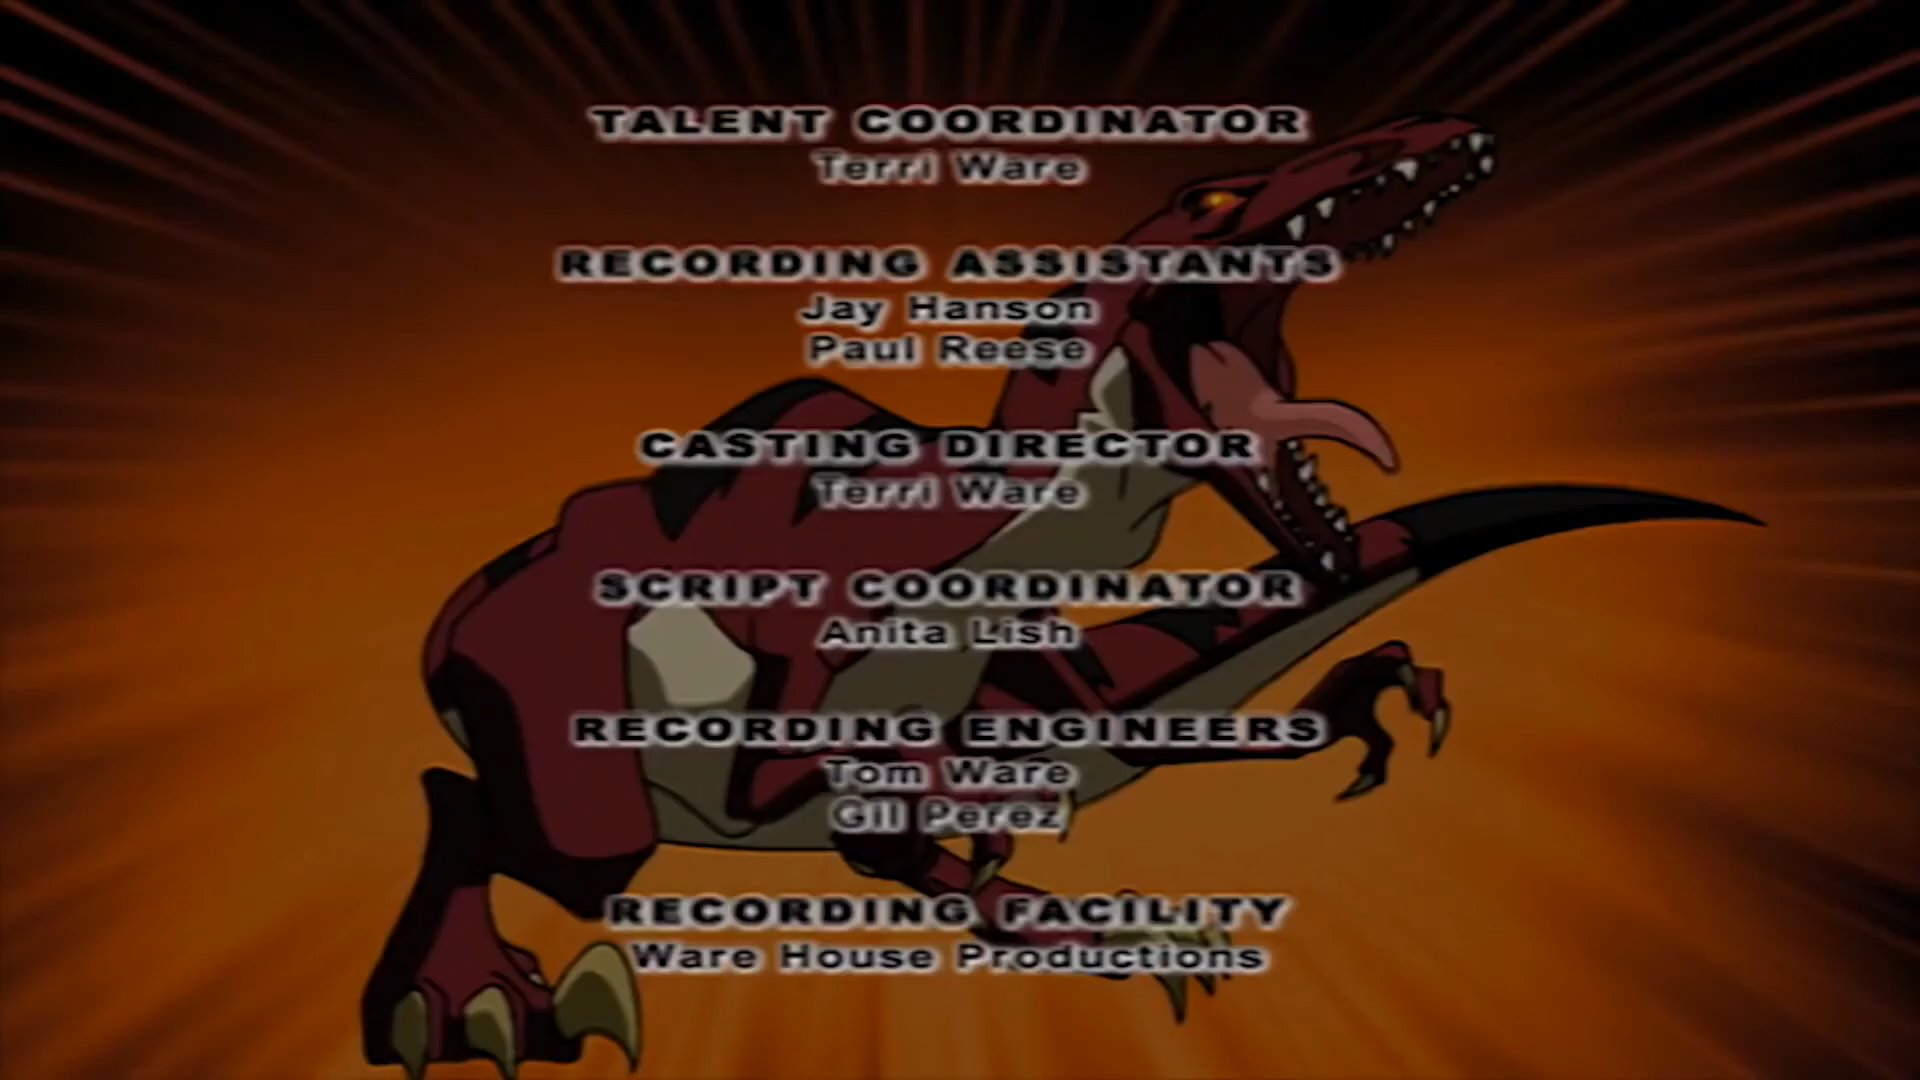 TALENT COORDINATOR
Terri Ware
RECORDING ASSISTANTS
Jay Hanson
Paul Reese
CASTING DIRECTOR
Terri Ware
SCRIPT COORDINATOR
Anita Lish
RECORDING ENGINEERS
Tom Ware
Gil Perez
RECORDING FACILITY
Ware House Productions